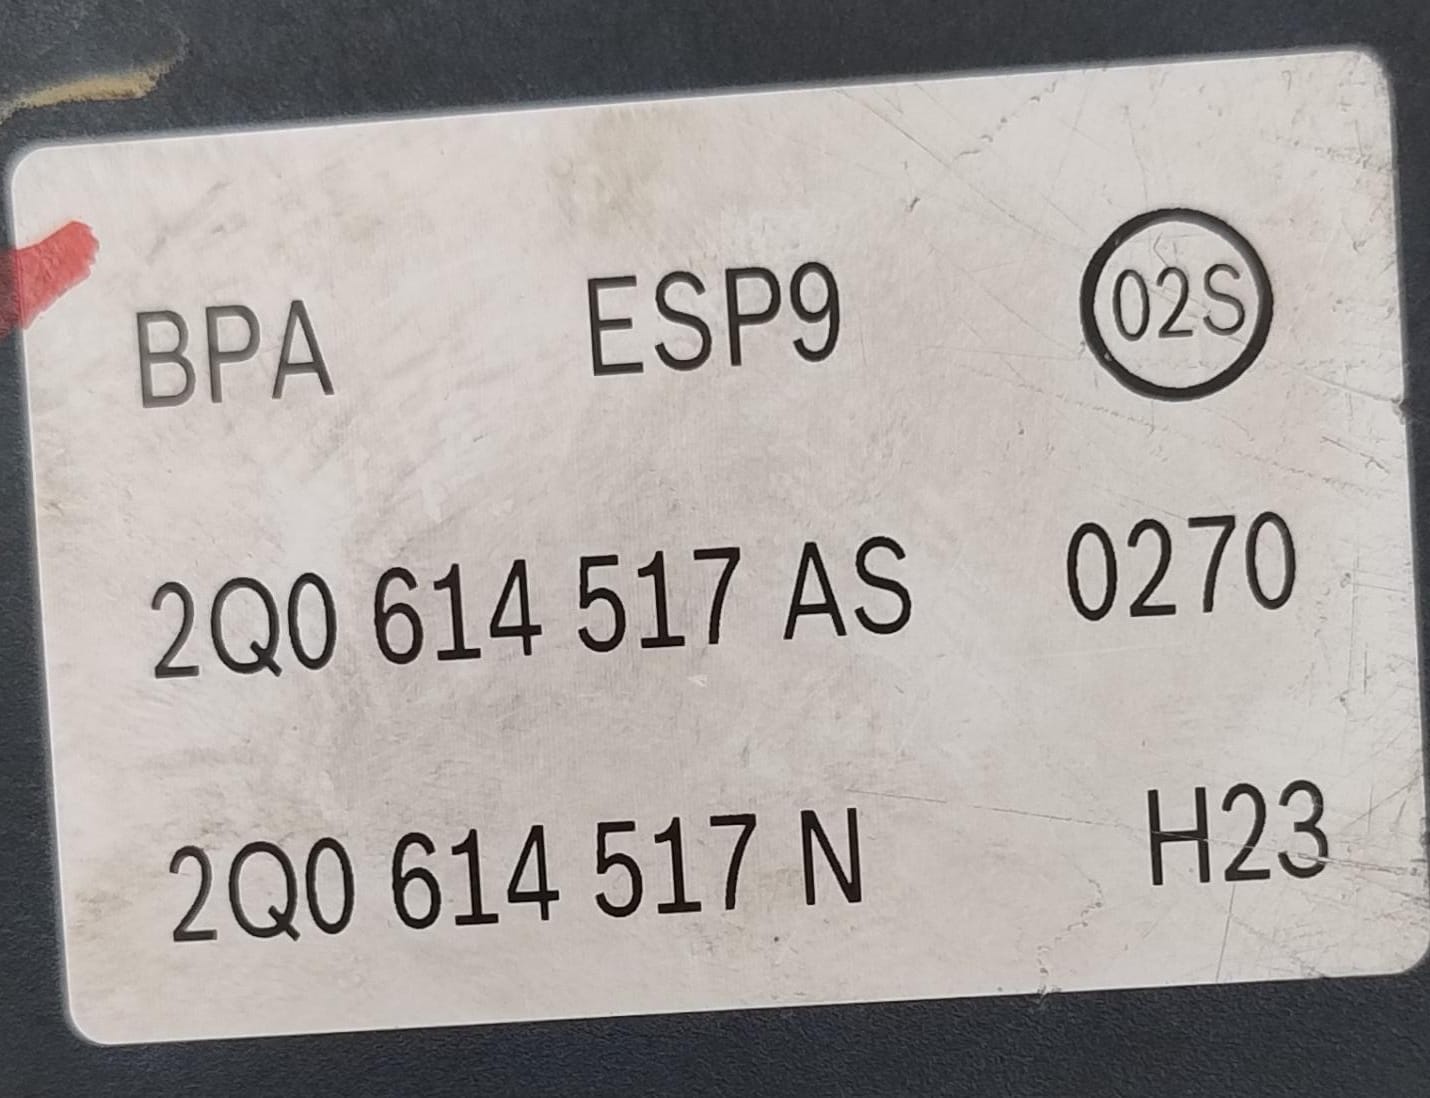 BPA ESP9 02S
2Q0 614 517 AS 0270
2Q0 614 517 N H23